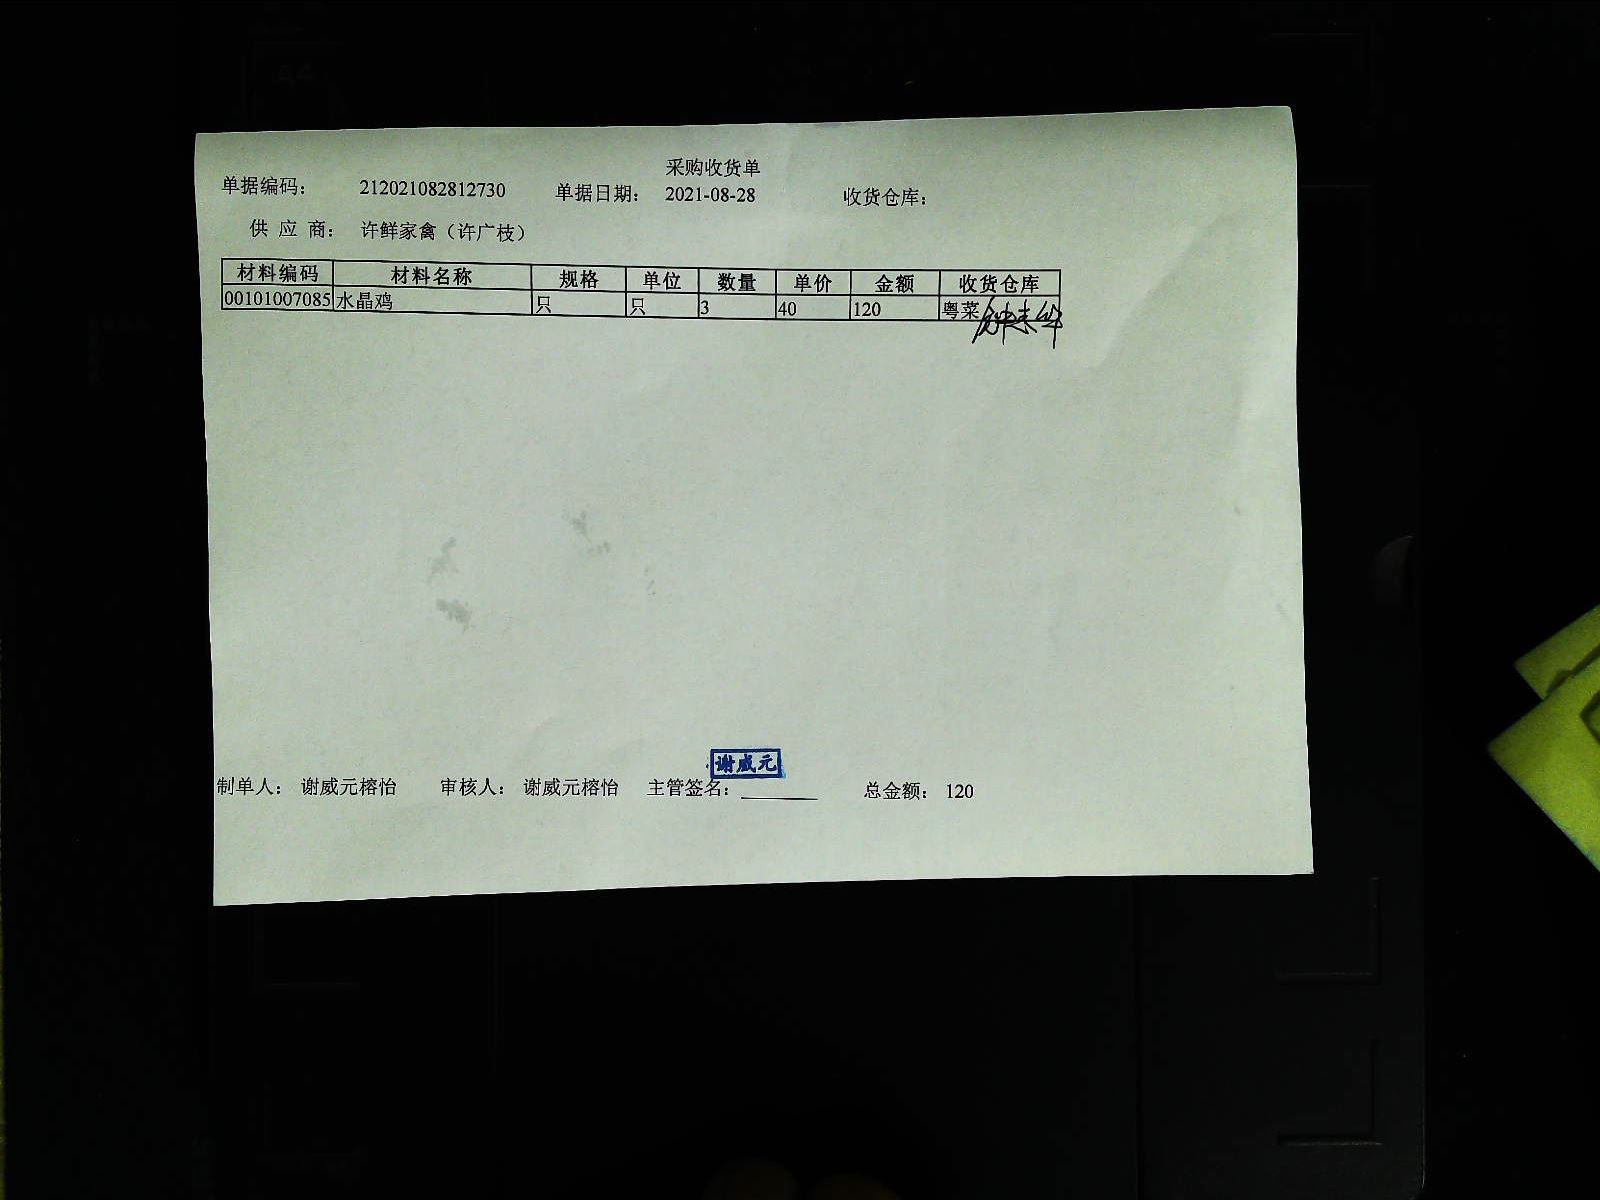 采购收货单
单据编码： 212021082812730 单据日期： 2021-08-28 收货仓库：
供 应 商： 许鲜家禽（许广枝）
材料编码 材料名称 规格 单位 数量 单价 金额 收货仓库
00101007085 水晶鸡 只 只 3 40 120 粤菜
谢威元
制单人： 谢威元榕怡 审核人： 谢威元榕怡 主管签名： 总金额： 120